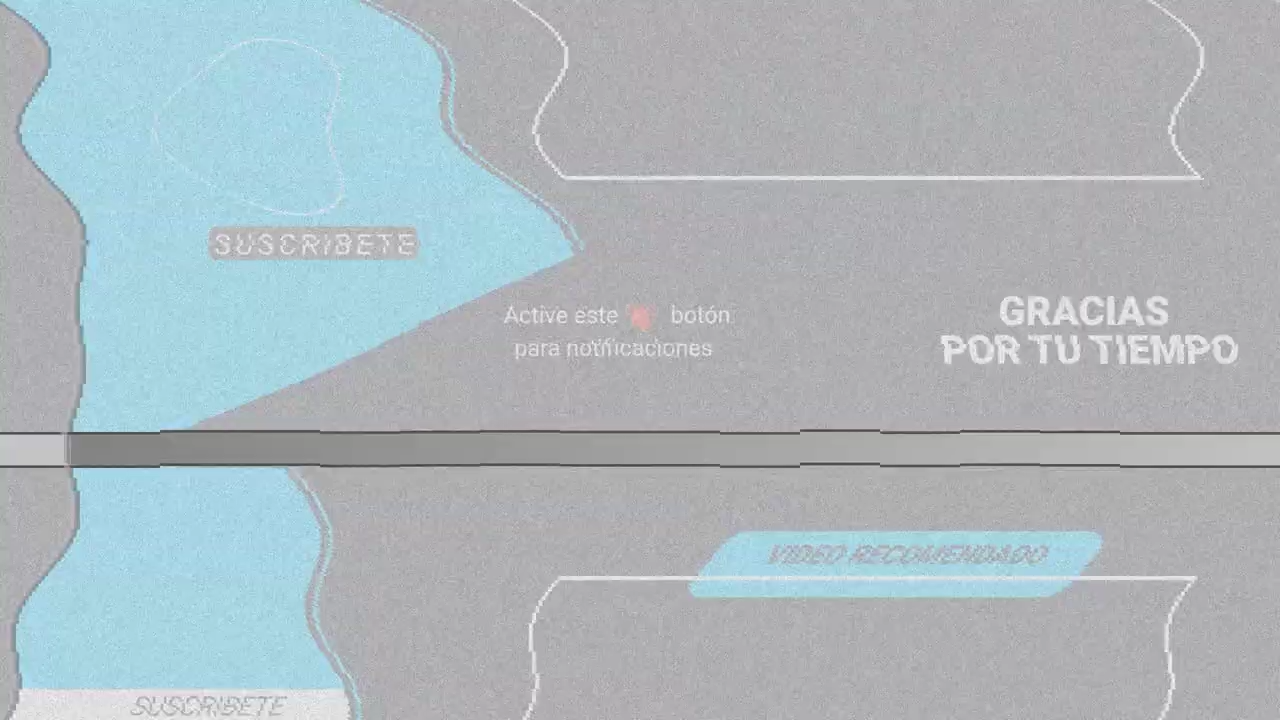 SUSCRIBETE
Active este botón
para notificaciones
GRACIAS
POR TU TIEMPO
VIDEO RECOMENDADO
SUSCRIBETE